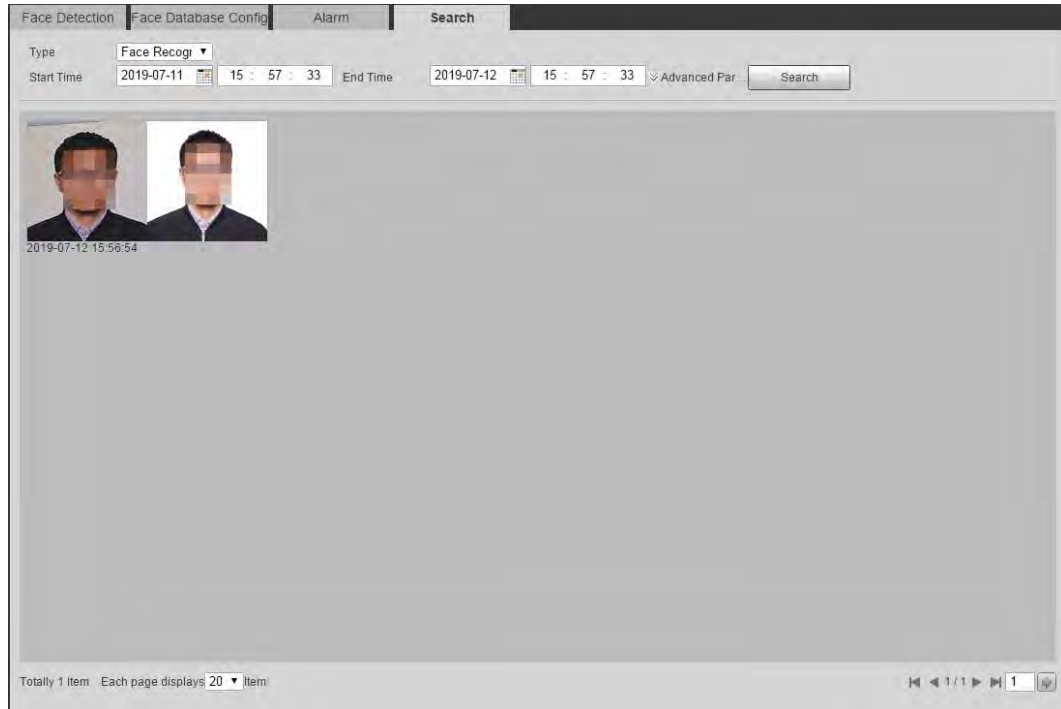 Face Detection Face Database Config Alarm Search
Type Face Recogr
Start Time 2019-07-11 15 : 57 : 33 End Time 2019-07-12 15 : 57 : 33 Advanced Par... Search
2019-07-12 15:56:54
Totally 1 Item Each page displays 20 Item 1 / 1 1